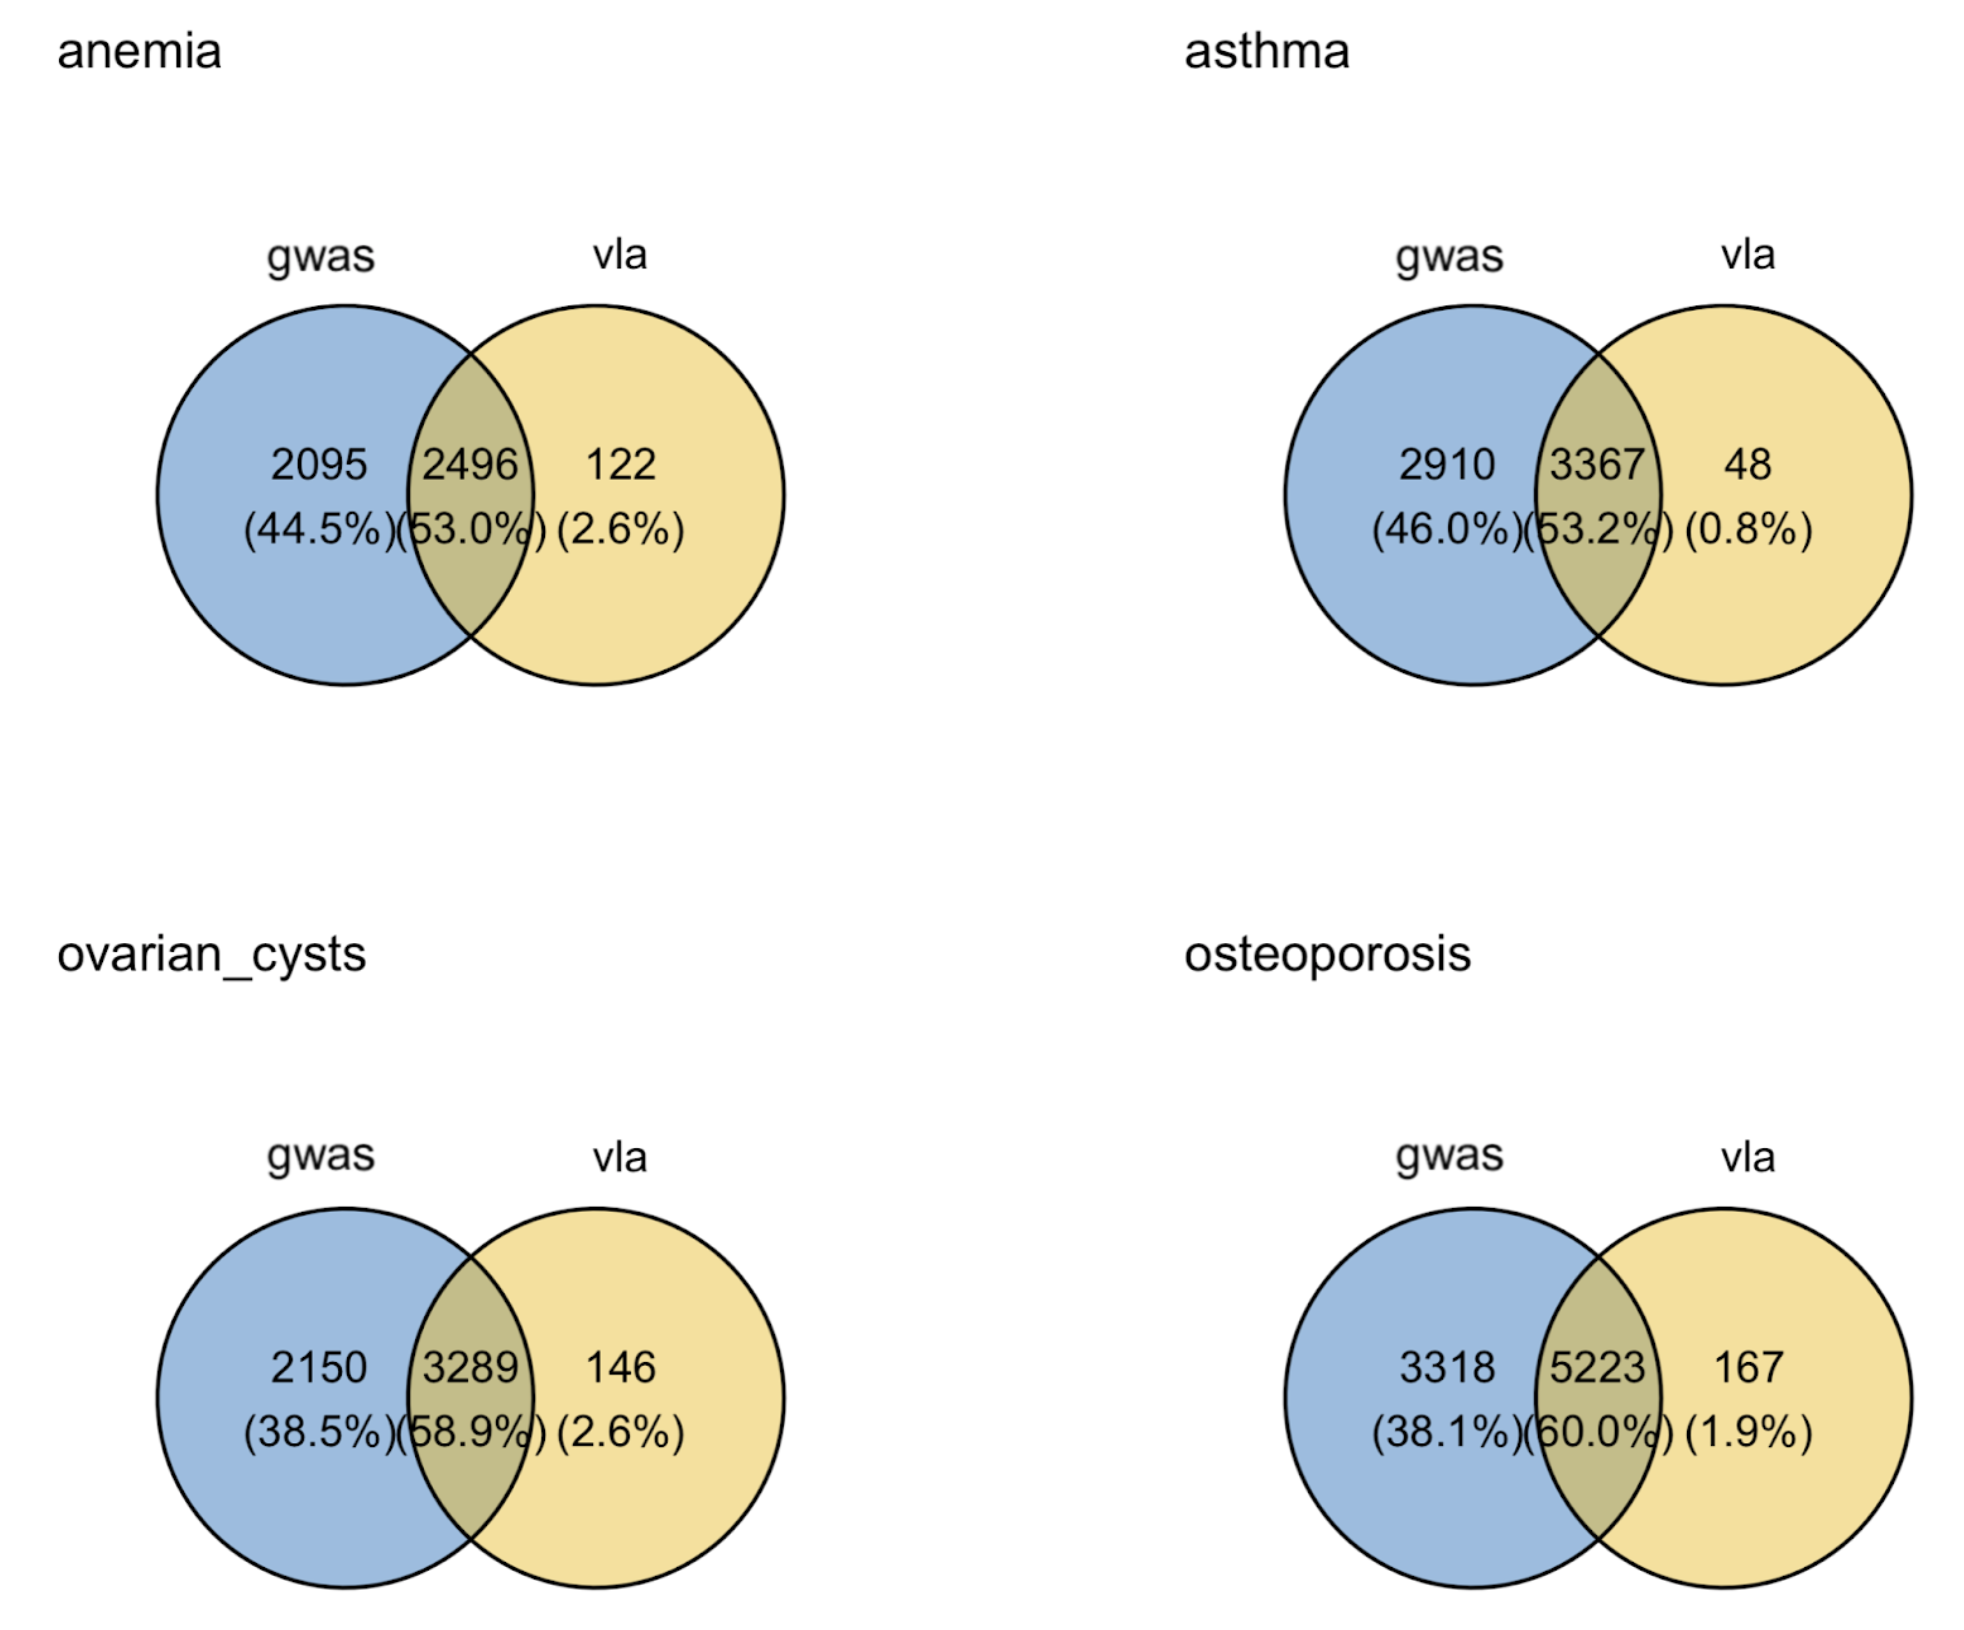 anemia
gwas vla
2095 2496 122
(44.5%) (53.0%) (2.6%)
asthma
gwas vla
2910 3367 48
(46.0%) (53.2%) (0.8%)
ovarian_cysts
gwas vla
2150 3289 146
(38.5%) (58.9%) (2.6%)
osteoporosis
gwas vla
3318 5223 167
(38.1%) (60.0%) (1.9%)